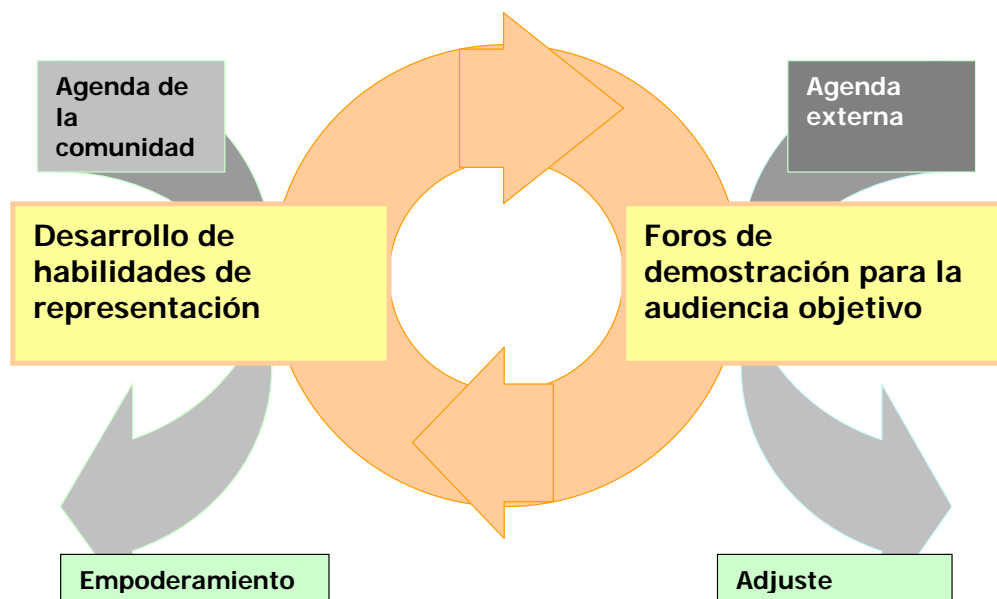 Agenda de
la
comunidad
Agenda
externa
Desarrollo de
habilidades de
representación
Foros de
demostración para la
audiencia objetivo
Empoderamiento
Adjuste